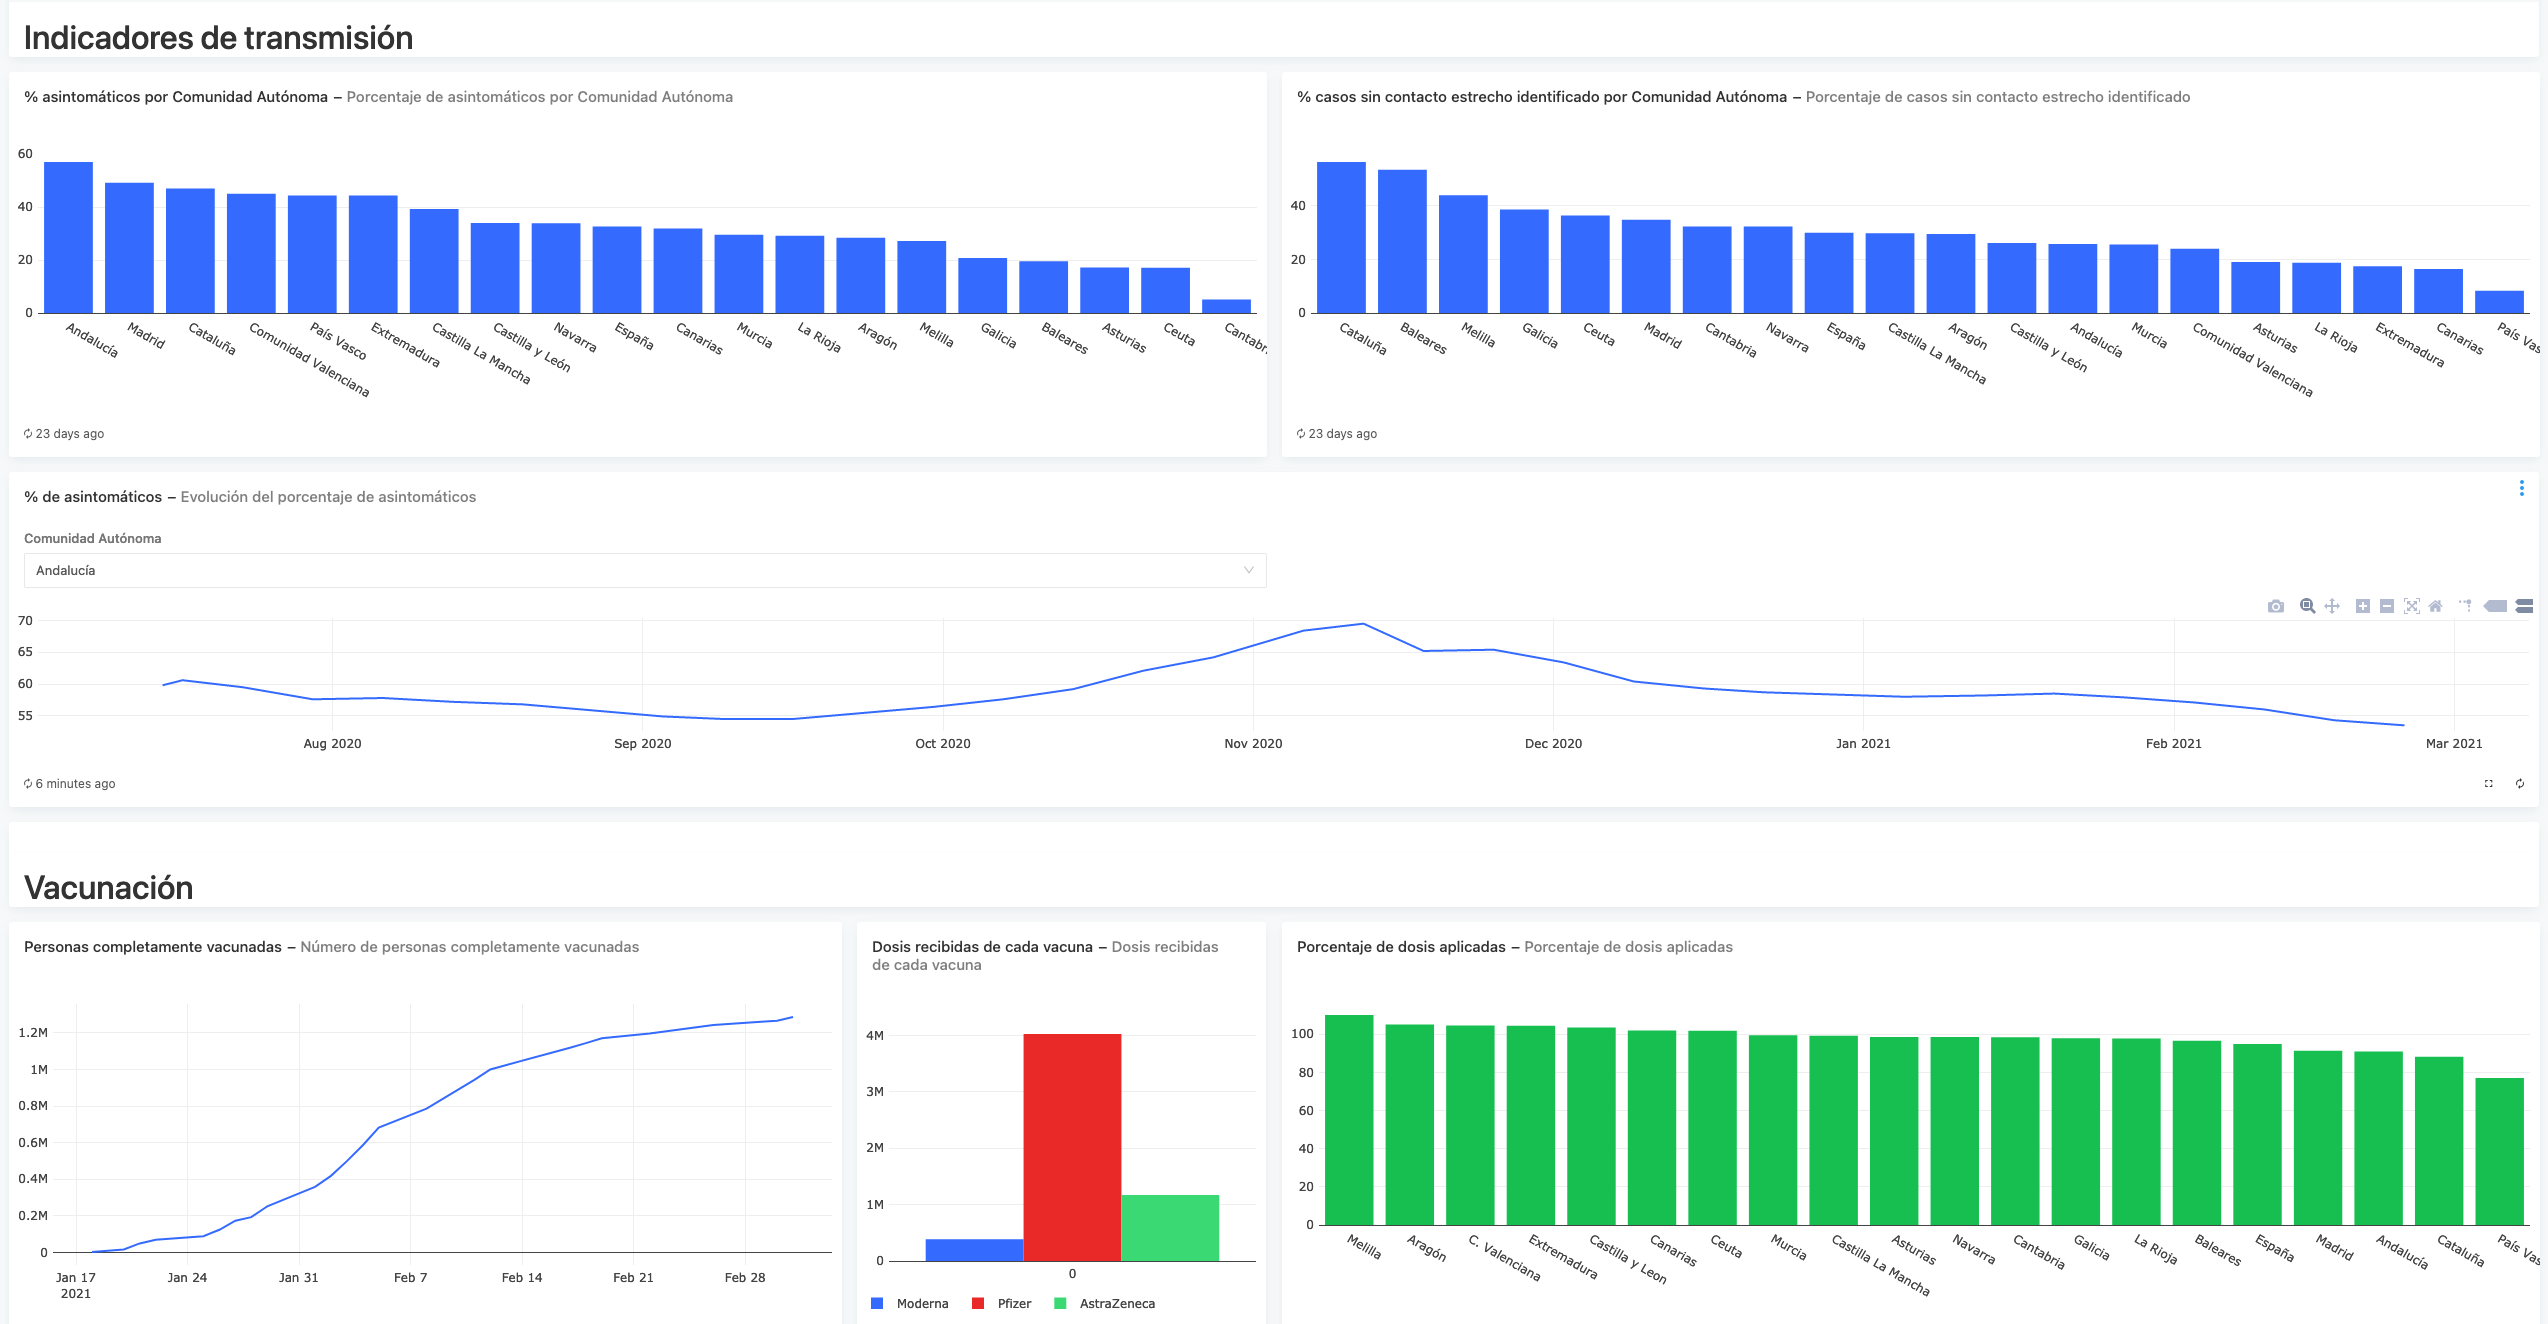 Indicadores de transmisión
% asintomáticos por Comunidad Autónoma – Porcentaje de asintomáticos por Comunidad Autónoma
60
40
20
0
Andalucía
Madrid
Cataluña
Comunidad Valenciana
País Vasco
Extremadura
Castilla La Mancha
Castilla y León
Navarra
España
Canarias
Murcia
La Rioja
Aragón
Melilla
Galicia
Baleares
Asturias
Ceuta
Cantabr
23 days ago
% casos sin contacto estrecho identificado por Comunidad Autónoma – Porcentaje de casos sin contacto estrecho identificado
40
20
0
Cataluña
Baleares
Melilla
Galicia
Ceuta
Madrid
Cantabria
Navarra
España
Castilla La Mancha
Aragón
Castilla y León
Andalucía
Murcia
Comunidad Valenciana
Asturias
La Rioja
Extremadura
Canarias
País Vas
23 days ago
% de asintomáticos – Evolución del porcentaje de asintomáticos
Comunidad Autónoma
Andalucía
70
65
60
55
Aug 2020
Sep 2020
Oct 2020
Nov 2020
Dec 2020
Jan 2021
Feb 2021
Mar 2021
6 minutes ago
Vacunación
Personas completamente vacunadas – Número de personas completamente vacunadas
1.2M
1M
0.8M
0.6M
0.4M
0.2M
0
Jan 17
2021
Jan 24
Jan 31
Feb 7
Feb 14
Feb 21
Feb 28
Dosis recibidas de cada vacuna – Dosis recibidas
de cada vacuna
4M
3M
2M
1M
0
0
Moderna
Pfizer
AstraZeneca
Porcentaje de dosis aplicadas – Porcentaje de dosis aplicadas
100
80
60
40
20
0
Melilla
Aragón
C. Valenciana
Extremadura
Castilla y Leon
Canarias
Ceuta
Murcia
Castilla La Mancha
Asturias
Navarra
Cantabria
Galicia
La Rioja
Baleares
España
Madrid
Andalucía
Cataluña
País Vas